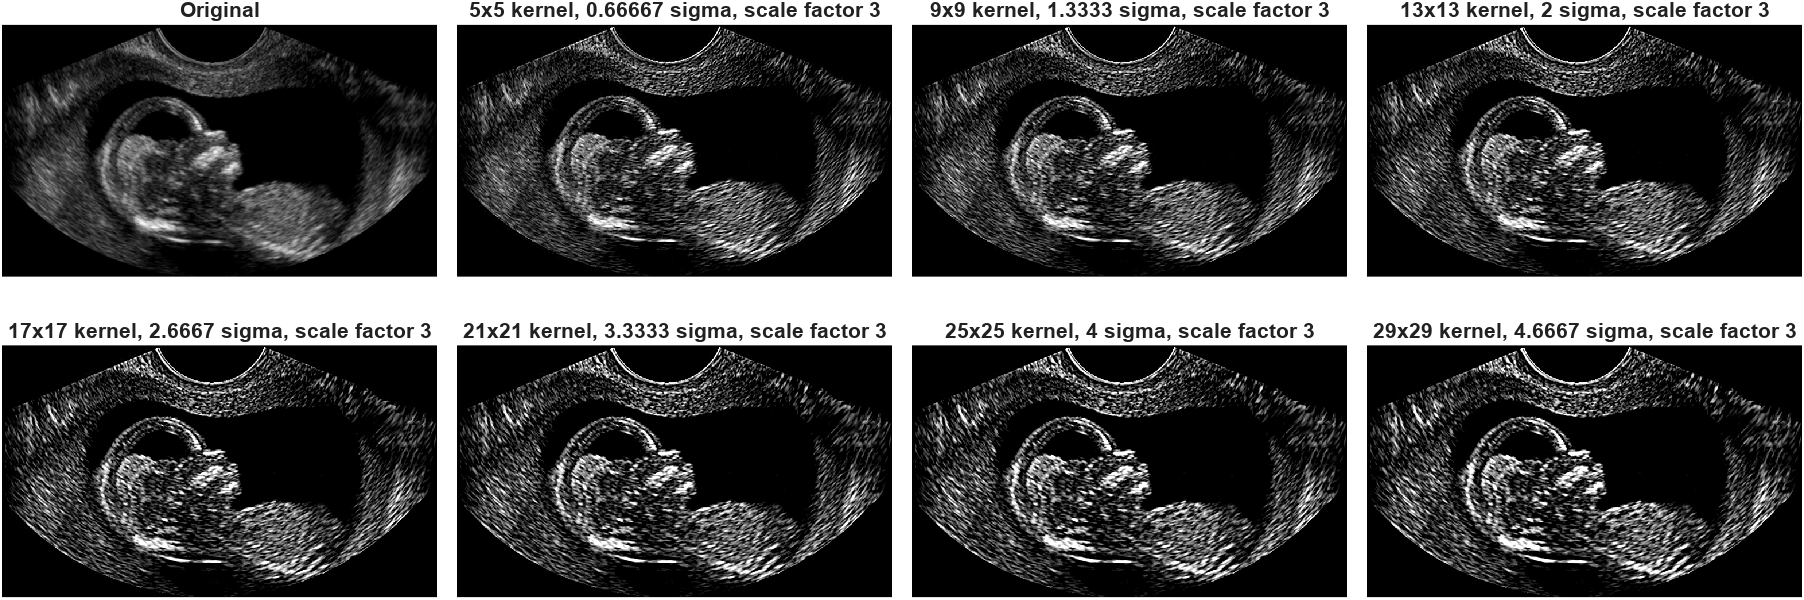 Original
5x5 kernel, 0.66667 sigma, scale factor 3
9x9 kernel, 1.3333 sigma, scale factor 3
13x13 kernel, 2 sigma, scale factor 3
17x17 kernel, 2.6667 sigma, scale factor 3
21x21 kernel, 3.3333 sigma, scale factor 3
25x25 kernel, 4 sigma, scale factor 3
29x29 kernel, 4.6667 sigma, scale factor 3